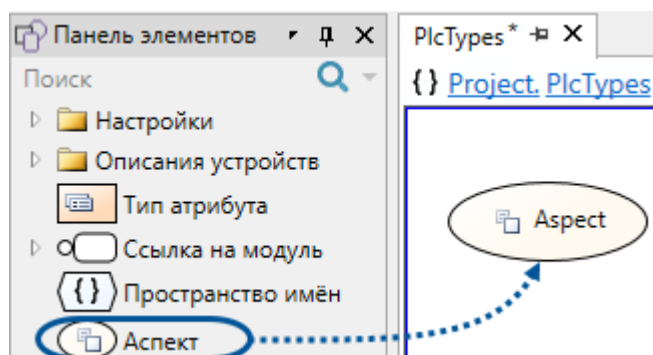 Панель элементов
Поиск
Настройки
Описания устройств
Тип атрибута
Ссылка на модуль
{ } Пространство имён
Аспект
PlcTypes*
{ } Project. PlcTypes
Aspect